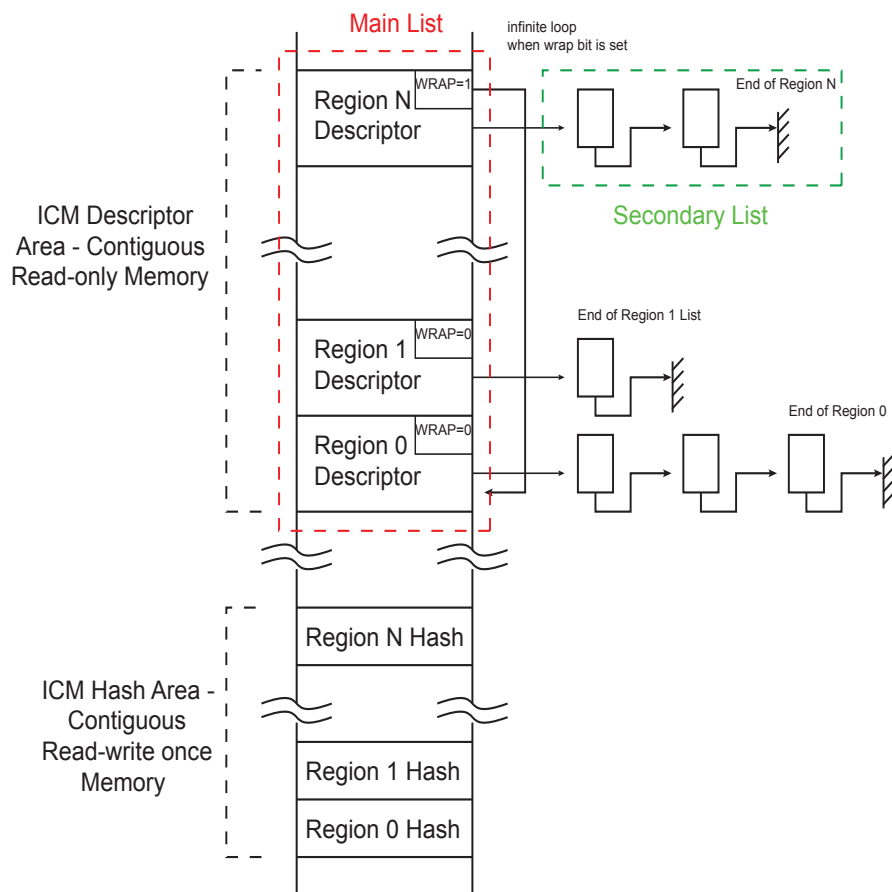 Main List
infinite loop
when wrap bit is set
WRAP=1
Region N
Descriptor
End of Region N
Secondary List
ICM Descriptor
Area - Contiguous
Read-only Memory
WRAP=0
Region 1
Descriptor
End of Region 1 List
WRAP=0
Region 0
Descriptor
End of Region 0
Region N Hash
ICM Hash Area -
Contiguous
Read-write once
Memory
Region 1 Hash
Region 0 Hash